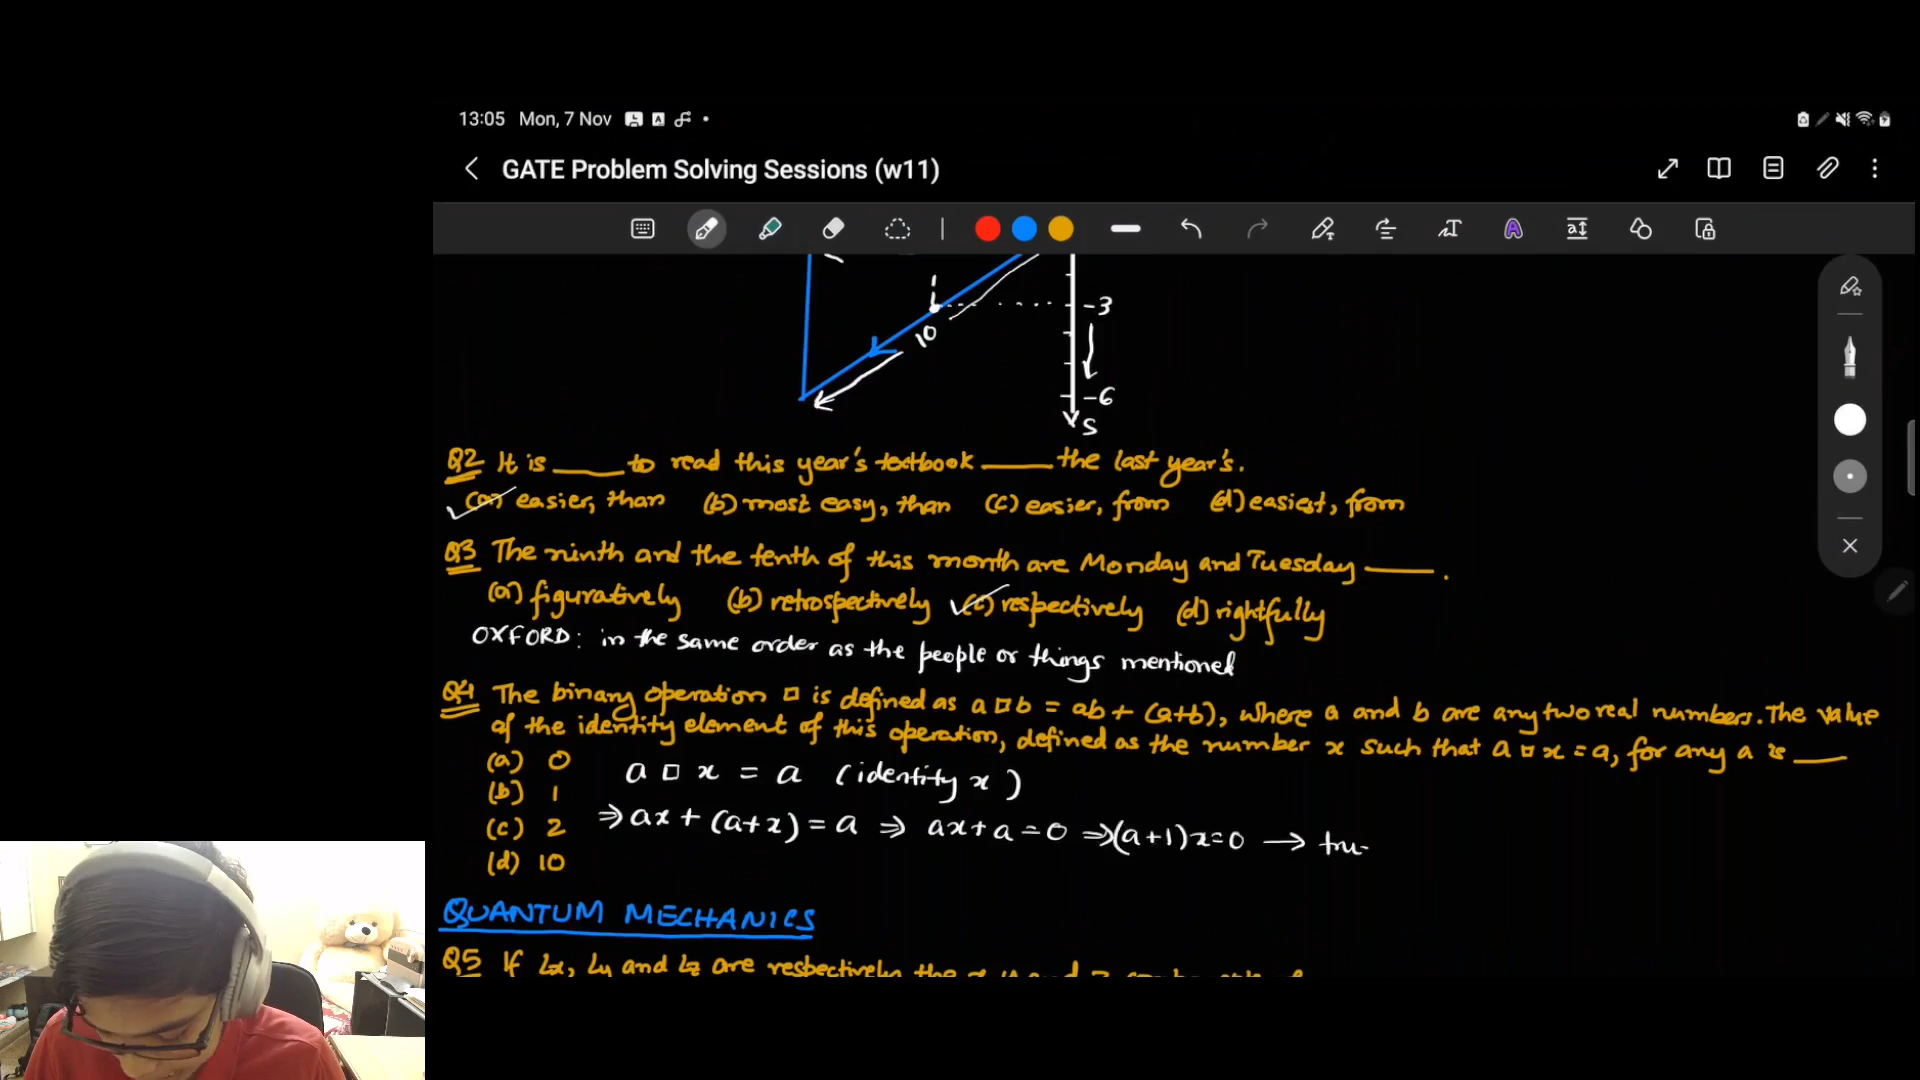 13:05 Mon, 7 Nov
GATE Problem Solving Sessions (w11)
-3
10
-6
S
Q2 It is ____ to read this year's textbook ____ the last year's.
(a) easier, than (b) most easy, than (c) easier, from (d) easiest, from
Q3 The ninth and the tenth of this month are Monday and Tuesday ____.
(a) figuratively (b) retrospectively (c) respectively (d) rightfully
OXFORD: in the same order as the people or things mentioned
Q4 The binary operation □ is defined as a □ b = ab + (a+b), where a and b are any two real numbers. The value
of the identity element of this operation, defined as the number x such that a □ x = a, for any a is ____
(a) 0
a □ x = a (identity x)
(b) 1
⇒ ax + (a+x) = a ⇒ ax+a=0 ⇒ (a+1)x=0 → tru
(c) 2
(d) 10
QUANTUM MECHANICS
Q5 If Lx, Ly and Lz are respectively the x